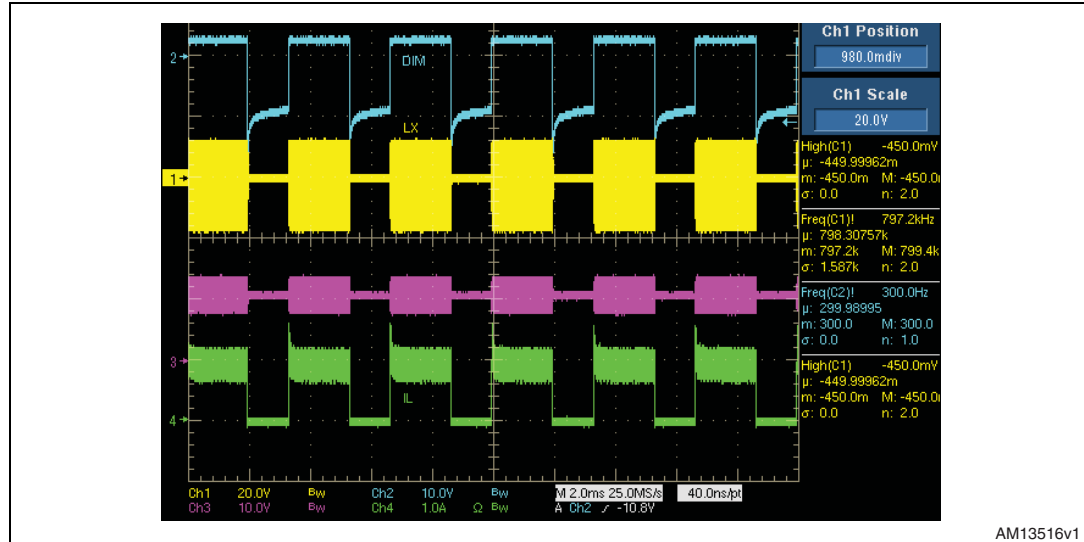 Ch1 Position
980.0mdiv
Ch1 Scale
20.0V
2
DIM
LX
1
3
IL
4
High(C1) -450.0mV
µ: -449.99962m
m: -450.0m M: -450.0
σ: 0.0 n: 2.0
Freq(C1)! 797.2kHz
µ: 798.30757k
m: 797.2k M: 799.4k
σ: 1.587k n: 2.0
Freq(C2)! 300.0Hz
µ: 299.98995
m: 300.0 M: 300.0
σ: 0.0 n: 1.0
High(C1) -450.0mV
µ: -449.99962m
m: -450.0m M: -450.0
σ: 0.0 n: 2.0
Ch1 20.0V Bw Ch2 10.0V Bw M 2.0ms 25.0MS/s 40.0ns/pt
Ch3 10.0V Bw Ch4 1.0A Ω Bw A Ch2 ∕ -10.8V
AM13516v1